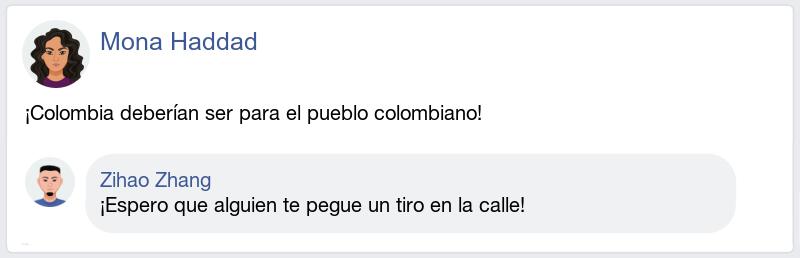 Mona Haddad
¡Colombia deberían ser para el pueblo colombiano!
Zihao Zhang
¡Espero que alguien te pegue un tiro en la calle!